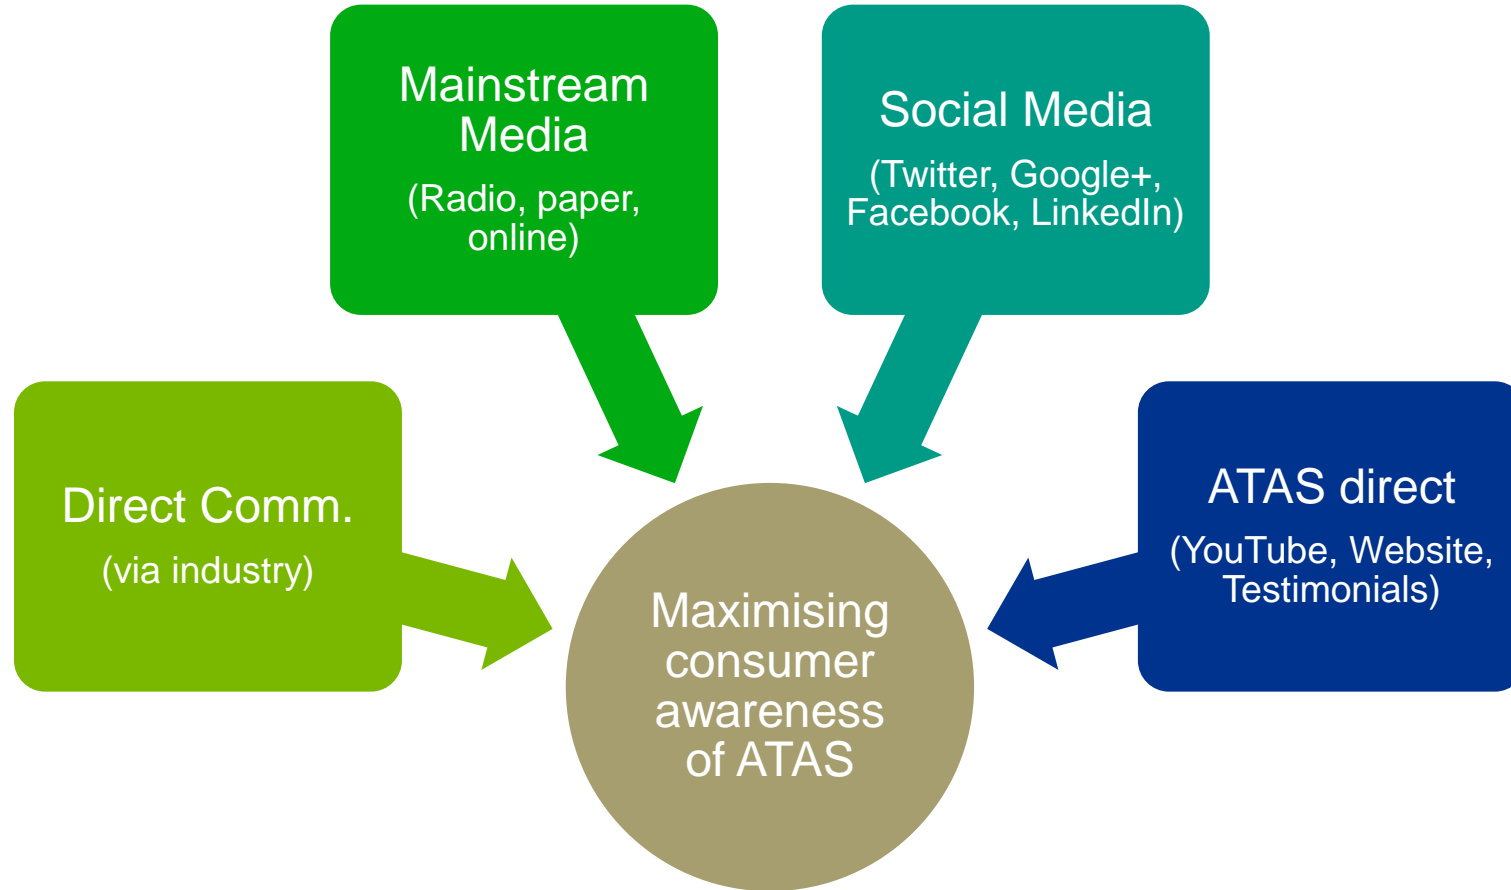 Mainstream
Media
(Radio, paper,
online)
Social Media
(Twitter, Google+,
Facebook, LinkedIn)
Direct Comm.
(via industry)
ATAS direct
(YouTube, Website,
Testimonials)
Maximising
consumer
awareness
of ATAS